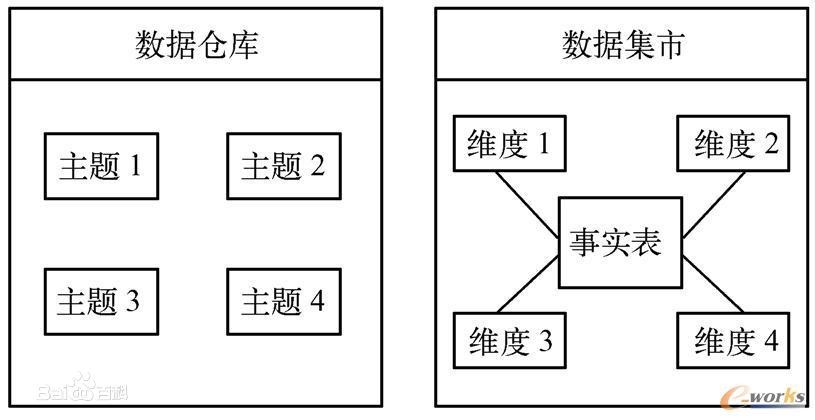 数据仓库
主题 1
主题 2
主题 3
主题 4
数据集市
维度 1
维度 2
事实表
维度 3
维度 4
Bai百科
e-works